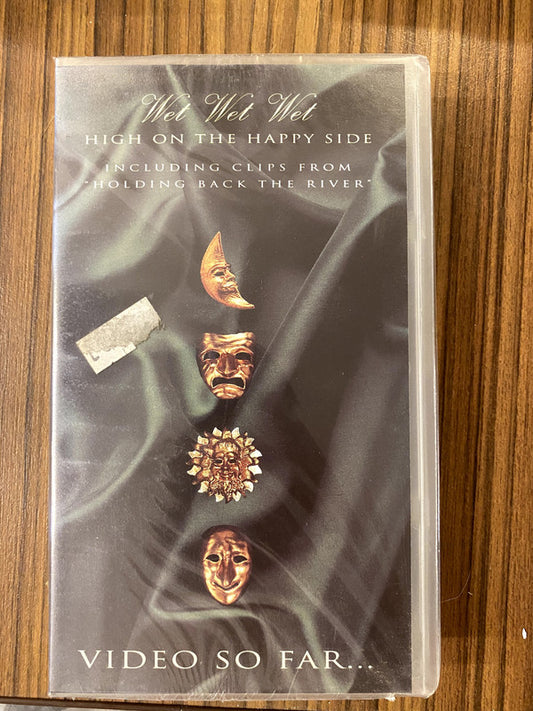 Wet Wet Wet
HIGH ON THE HAPPY SIDE
INCLUDING CLIPS FROM
"HOLDING BACK THE RIVER"
VIDEO SO FAR...